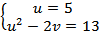 u = 5
u² − 2v = 13